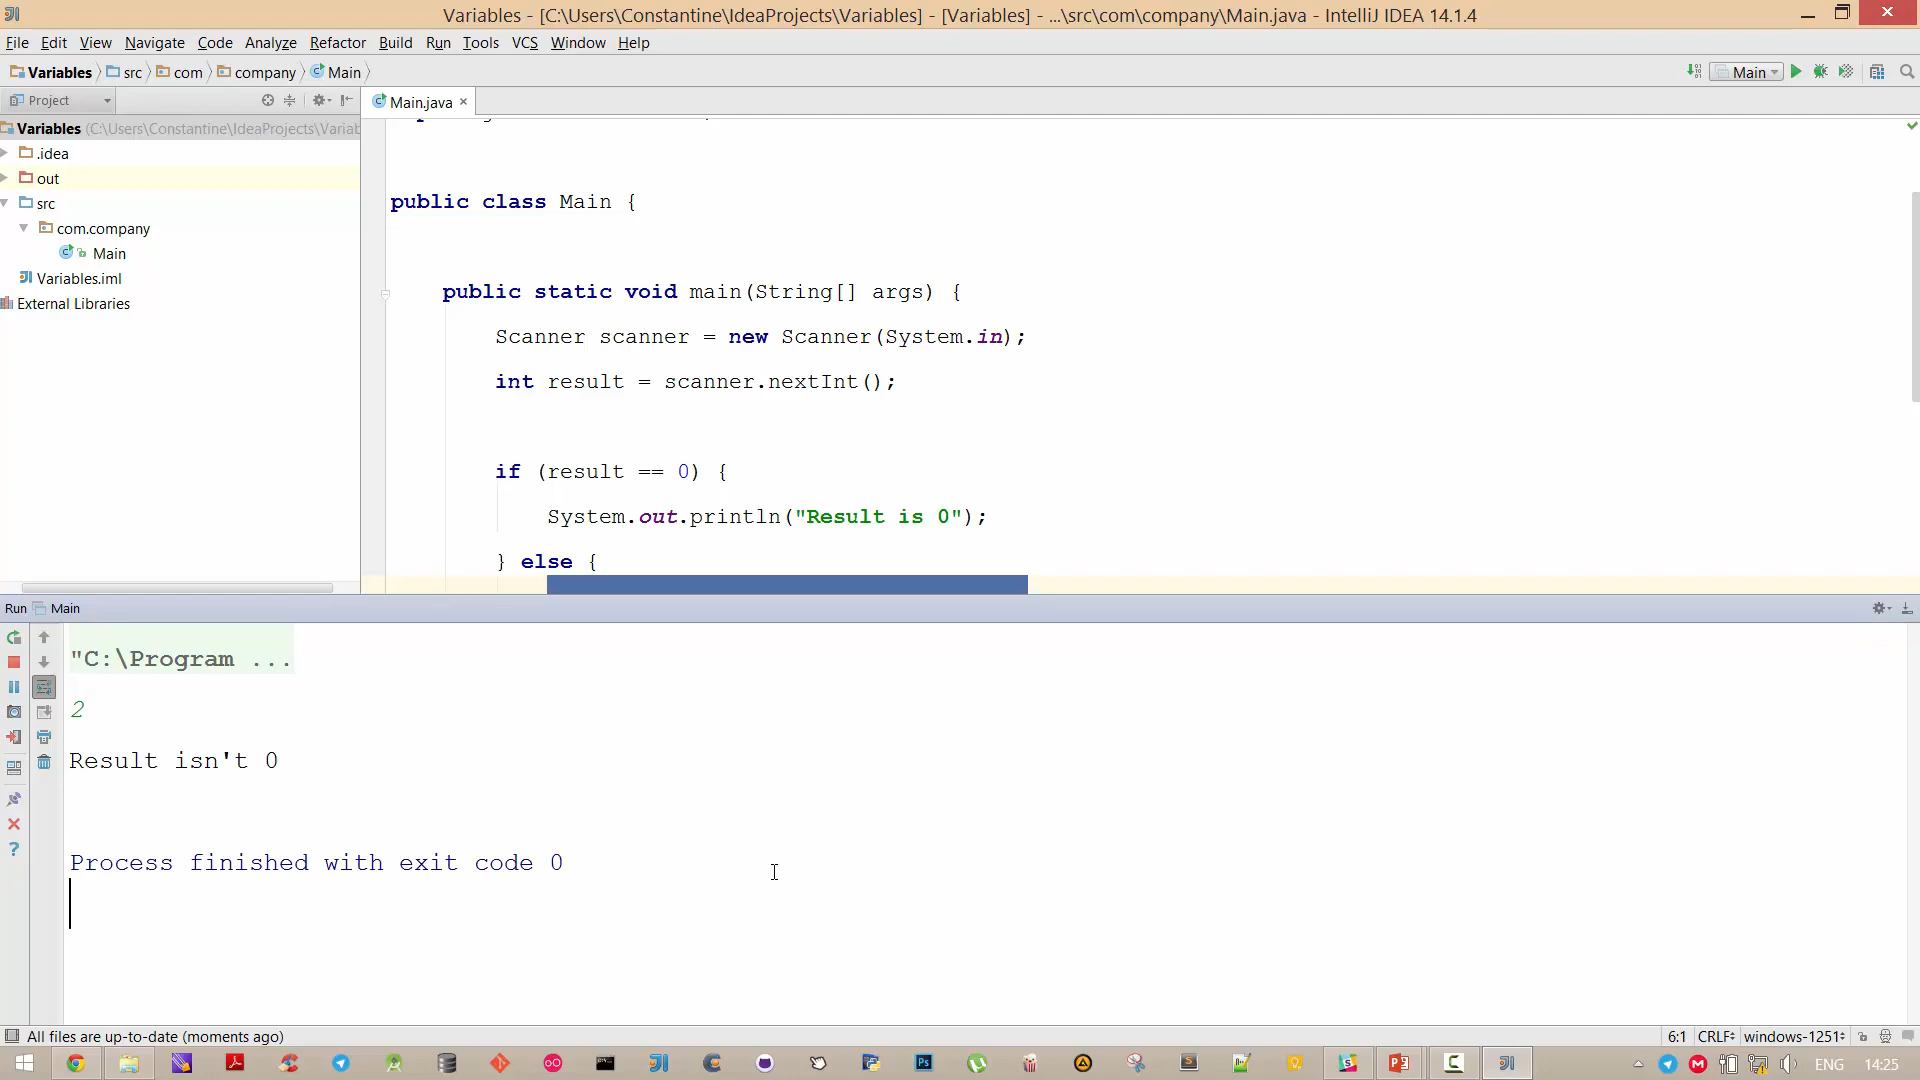 Variables - [C:\Users\Constantine\IdeaProjects\Variables] - [Variables] - ...\src\com\company\Main.java - IntelliJ IDEA 14.1.4
File Edit View Navigate Code Analyze Refactor Build Run Tools VCS Window Help
Variables src com company Main
Main
Project
Main.java
Variables (C:\Users\Constantine\IdeaProjects\Variab
.idea
out
src
com.company
Main
Variables.iml
External Libraries
public class Main {
public static void main(String[] args) {
Scanner scanner = new Scanner(System.in);
int result = scanner.nextInt();
if (result == 0) {
System.out.println("Result is 0");
} else {
Run Main
"C:\Program ...
2
Result isn't 0
Process finished with exit code 0
All files are up-to-date (moments ago)
6:1 CRLF windows-1251
ENG 14:25